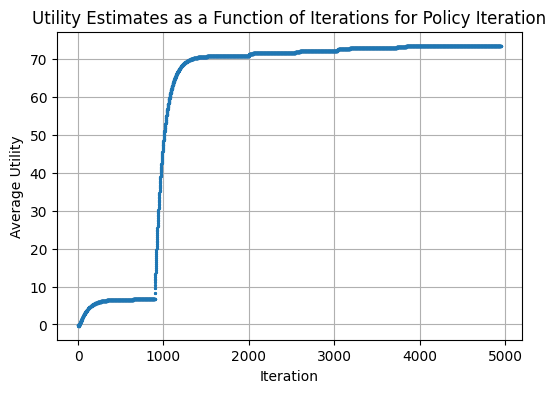 Utility Estimates as a Function of Iterations for Policy Iteration
70
60
50
40
30
20
10
0
Average Utility
0 1000 2000 3000 4000 5000
Iteration